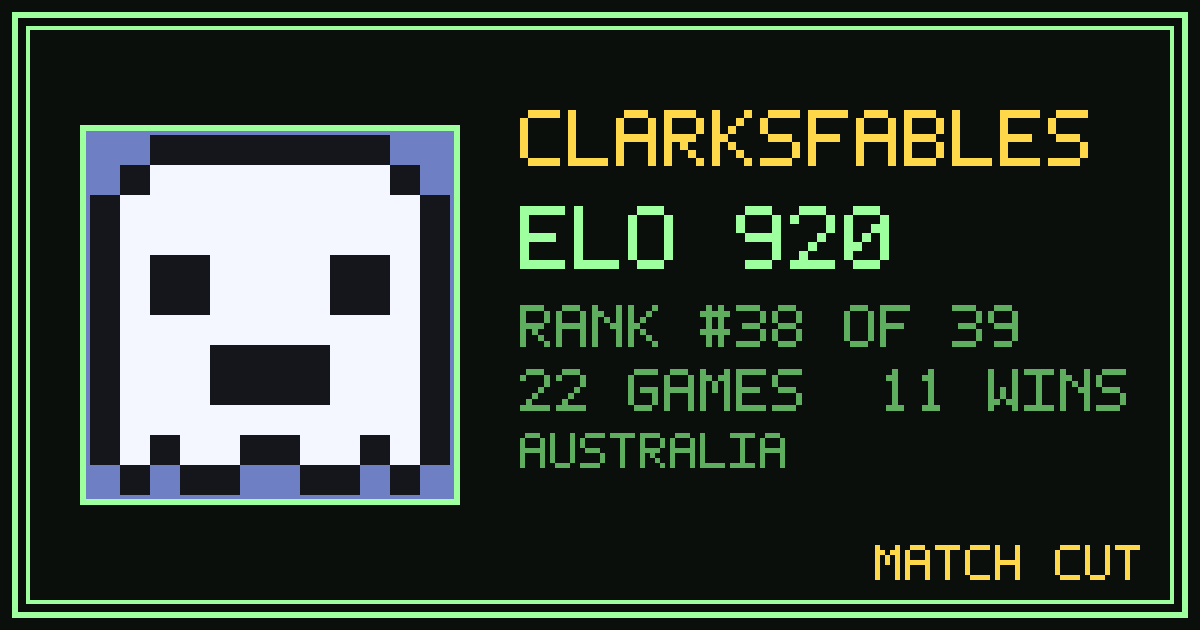 CLARKSFABLES
ELO 920
RANK #38 OF 39
22 GAMES  11 WINS
AUSTRALIA
MATCH CUT